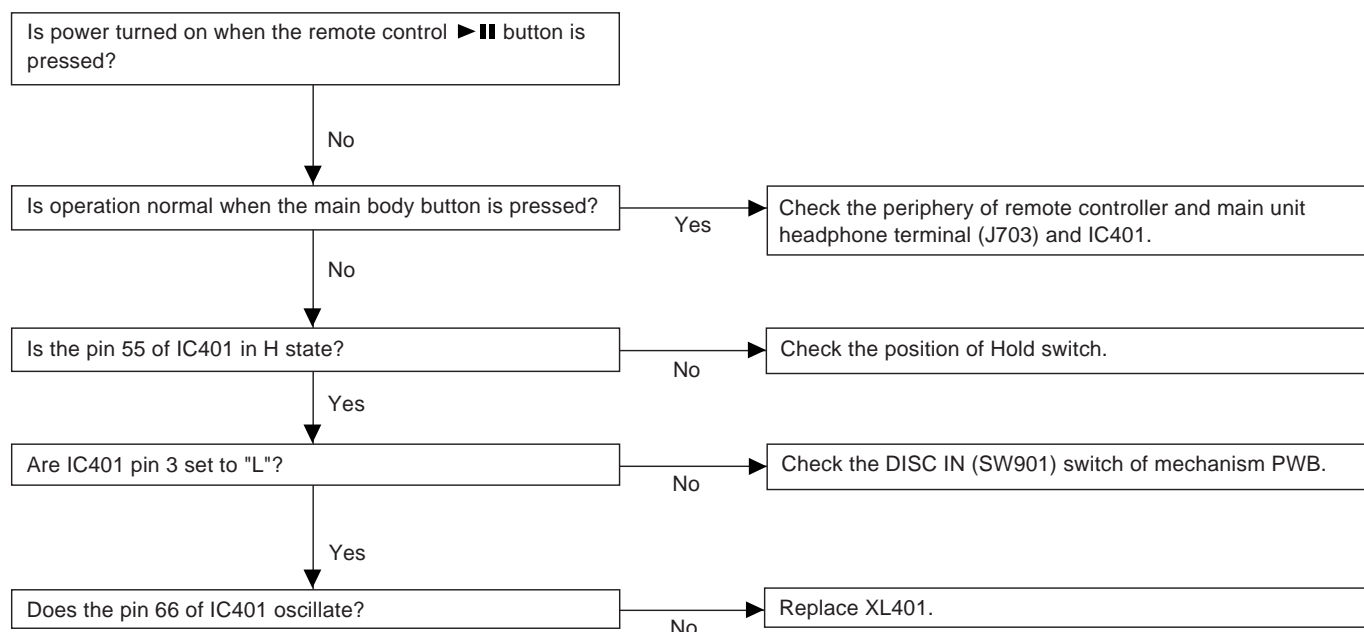 Is power turned on when the remote control ►❚❚ button is
pressed?
No
Is operation normal when the main body button is pressed?
Yes
Check the periphery of remote controller and main unit
headphone terminal (J703) and IC401.
No
Is the pin 55 of IC401 in H state?
No
Check the position of Hold switch.
Yes
Are IC401 pin 3 set to "L"?
No
Check the DISC IN (SW901) switch of mechanism PWB.
Yes
Does the pin 66 of IC401 oscillate?
No
Replace XL401.